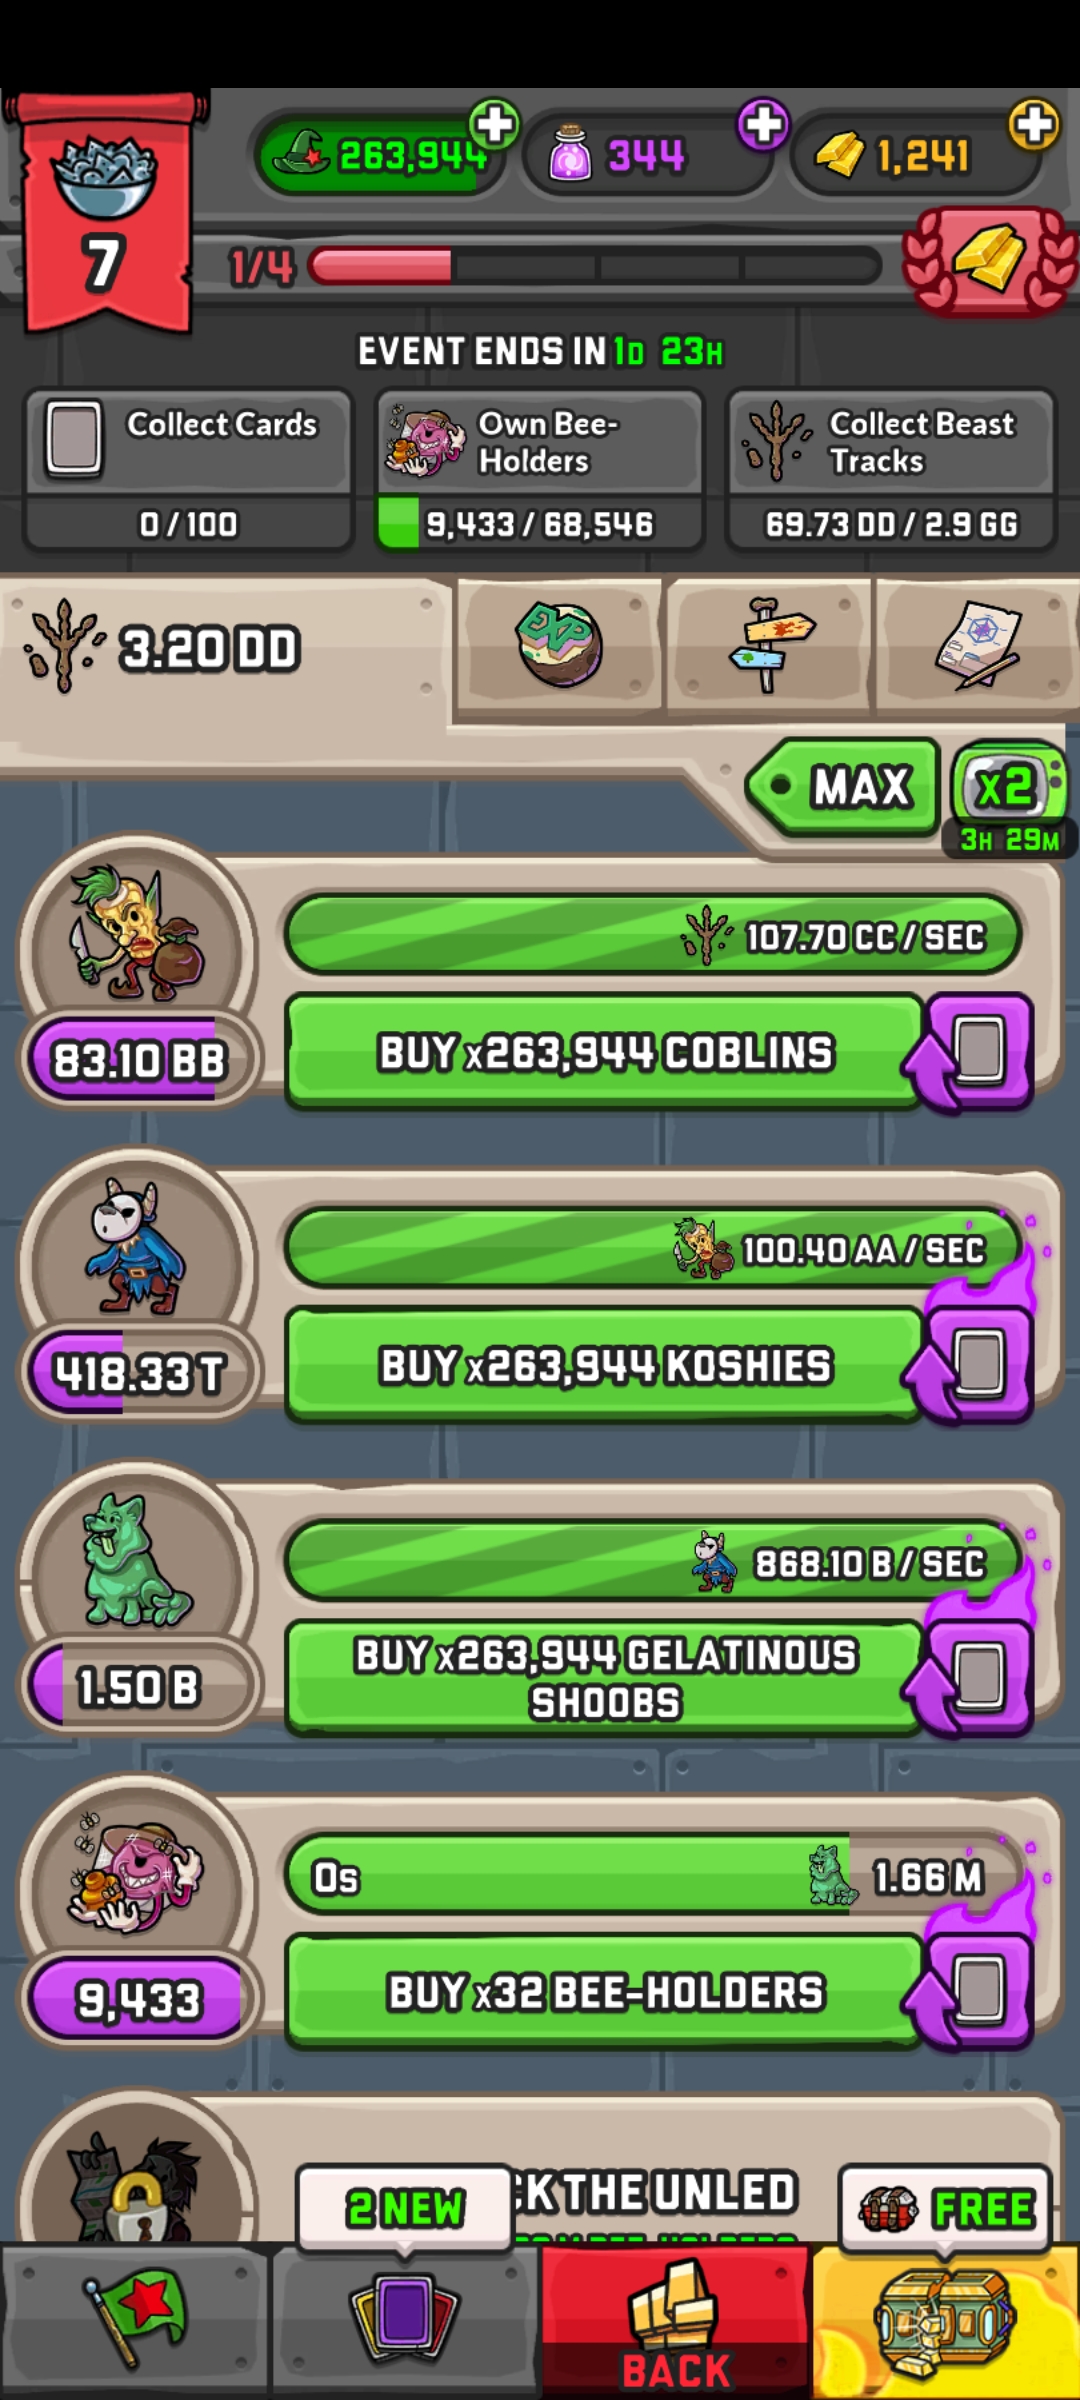 263,944
344
1,241
7
1/4
EVENT ENDS IN 1D 23H
Collect Cards
0 / 100
Own Bee-
Holders
9,433 / 68,546
Collect Beast
Tracks
69.73 DD / 2.9 GG
3.20 DD
EXP
MAX
x2
3H 29M
107.70 CC / SEC
83.10 BB
BUY x263,944 COBLINS
100.40 AA / SEC
418.33 T
BUY x263,944 KOSHIES
868.10 B / SEC
1.50 B
BUY x263,944 GELATINOUS
SHOOBS
0s
1.66 M
9,433
BUY x32 BEE-HOLDERS
CK THE UNLED
2 NEW
FREE
BACK